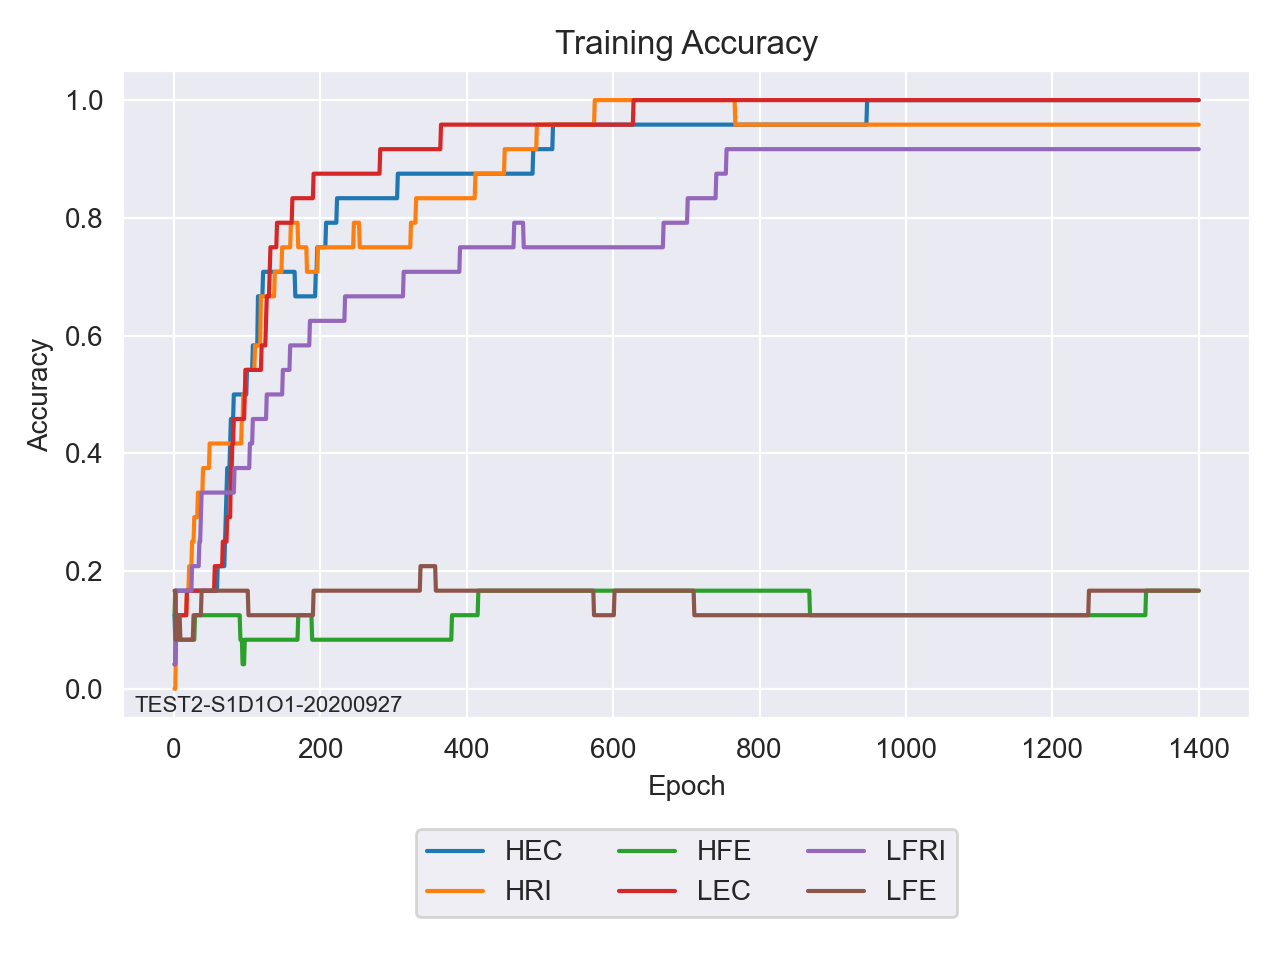 Training Accuracy
1.0
0.8
0.6
0.4
0.2
0.0
Accuracy
TEST2-S1D1O1-20200927
0 200 400 600 800 1000 1200 1400
Epoch
HEC HFE LFRI
HRI LEC LFE